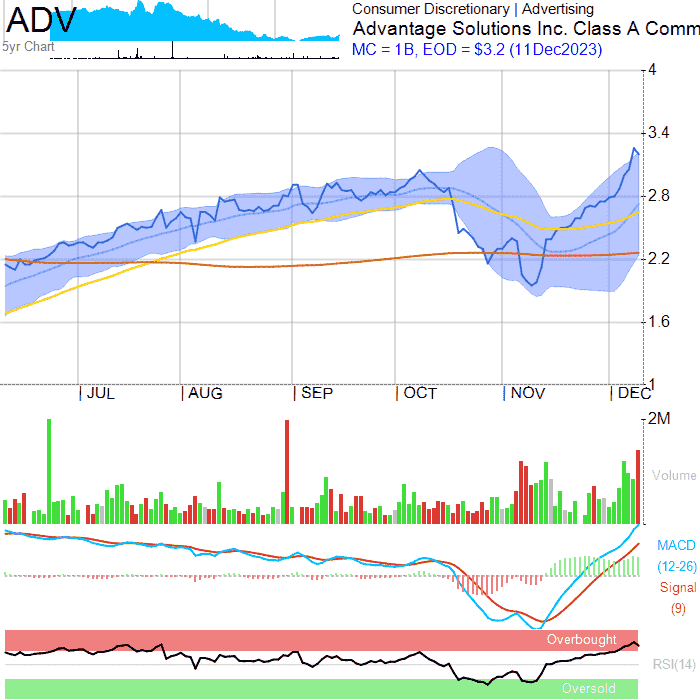 ADV
5yr Chart
Consumer Discretionary | Advertising
Advantage Solutions Inc. Class A Comm
MC = 1B, EOD = $3.2 (11Dec2023)
4
3.4
2.8
2.2
1.6
1
| JUL
| AUG
| SEP
| OCT
| NOV
| DEC
2M
Volume
MACD
(12-26)
Signal
(9)
Overbought
RSI(14)
Oversold